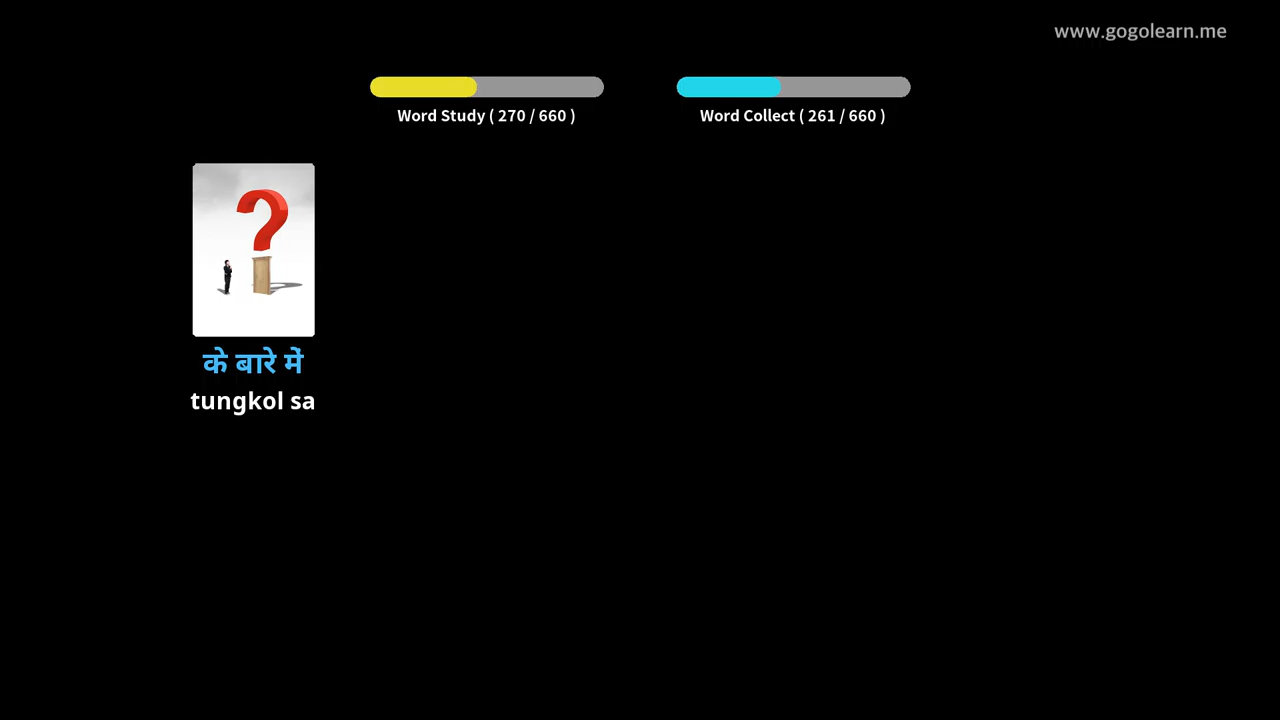 www.gogolearn.me
Word Study ( 270 / 660 )
Word Collect ( 261 / 660 )
?
के बारे में
tungkol sa